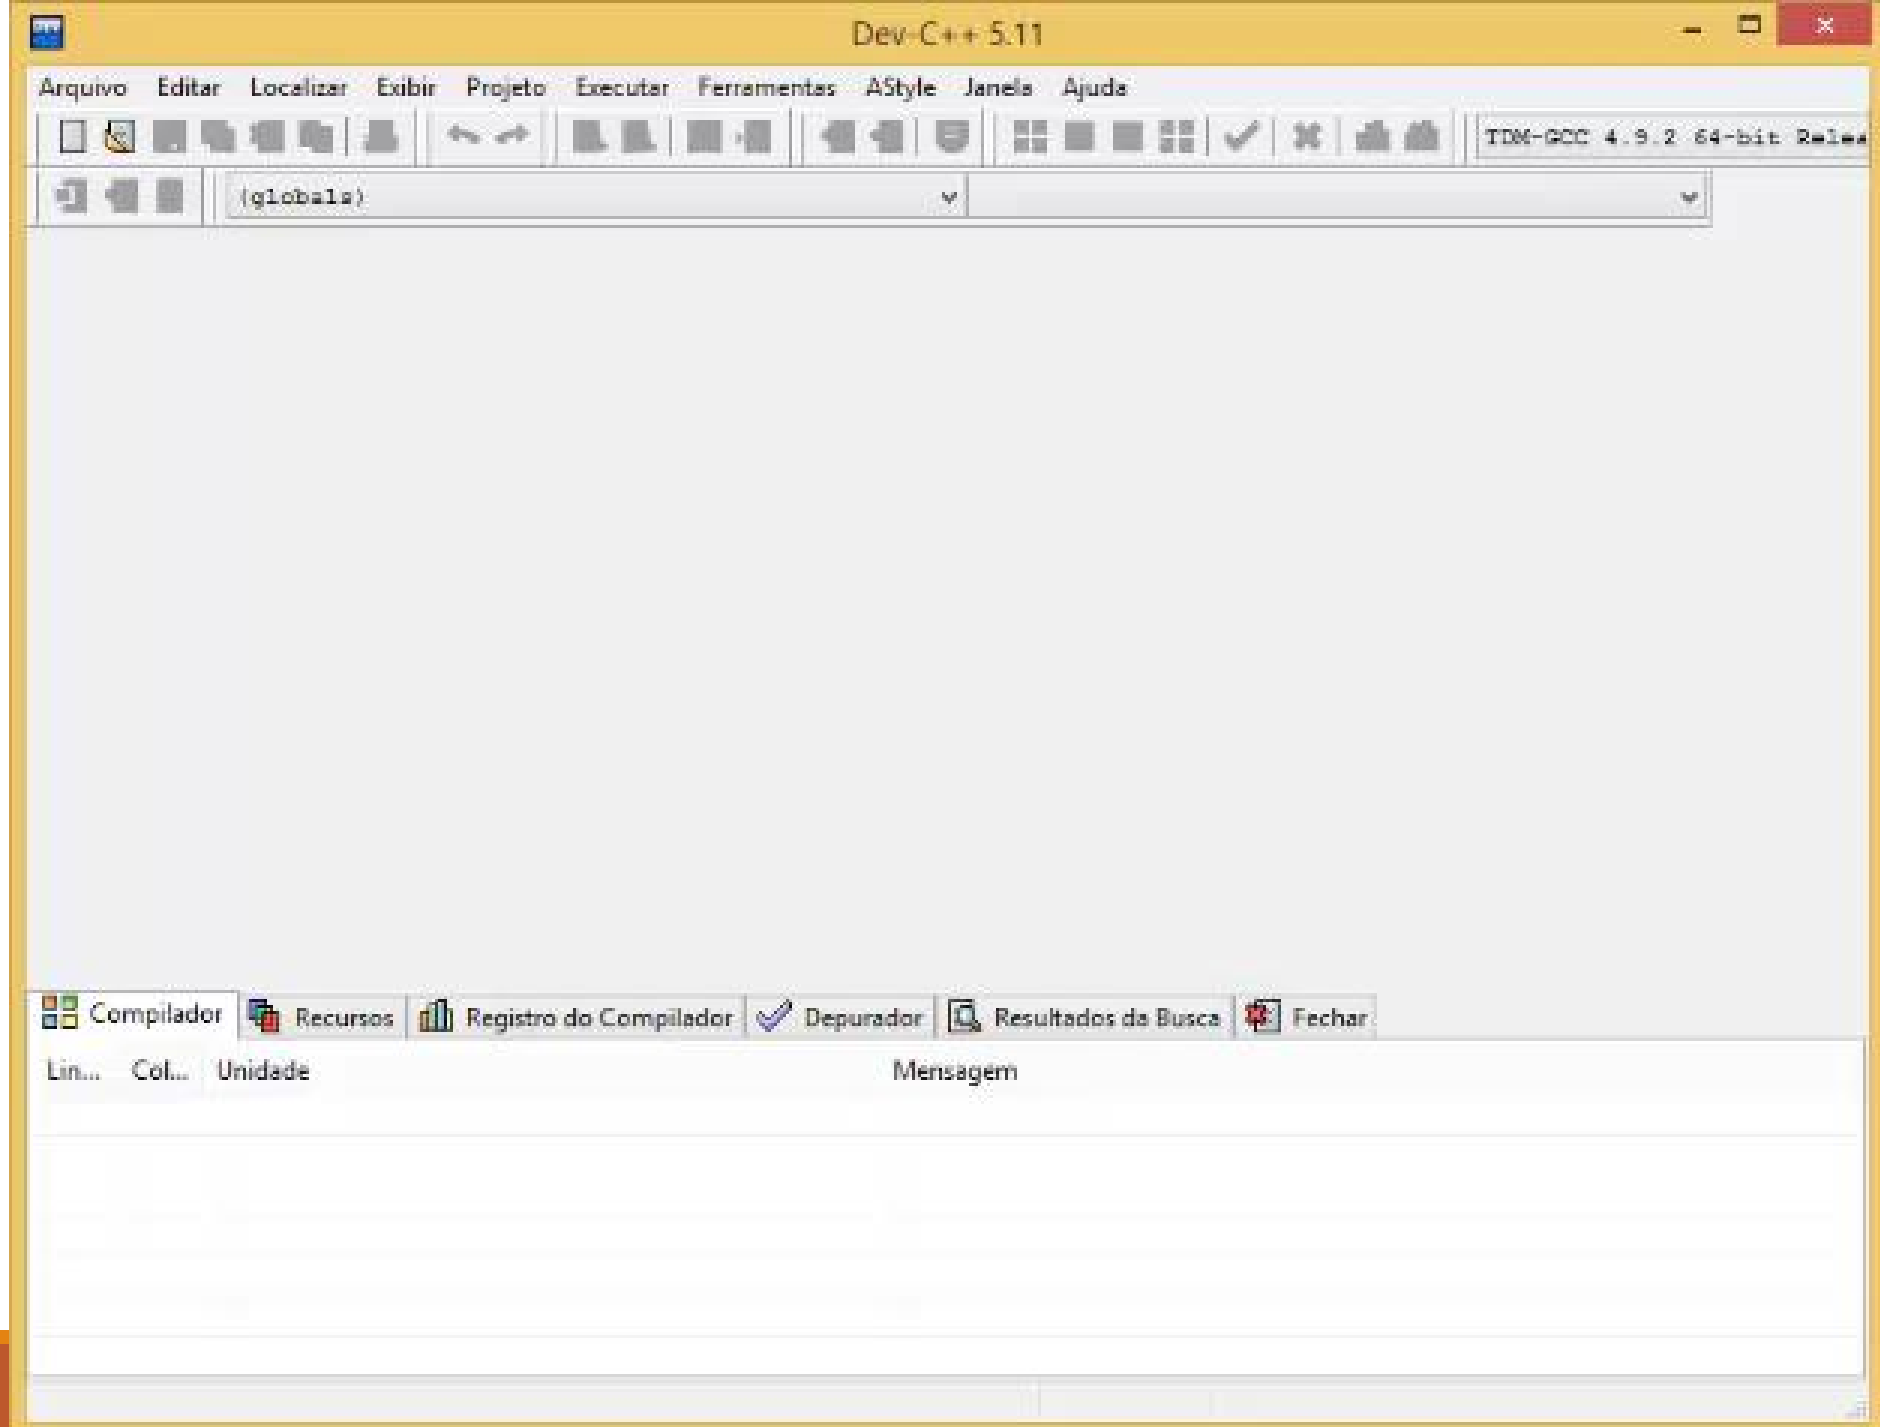 Dev-C++ 5.11
Arquivo Editar Localizar Exibir Projeto Executar Ferramentas AStyle Janela Ajuda
TDM-GCC 4.9.2 64-bit Relea
(globals)
Compilador Recursos Registro do Compilador Depurador Resultados da Busca Fechar
Lin... Col... Unidade Mensagem